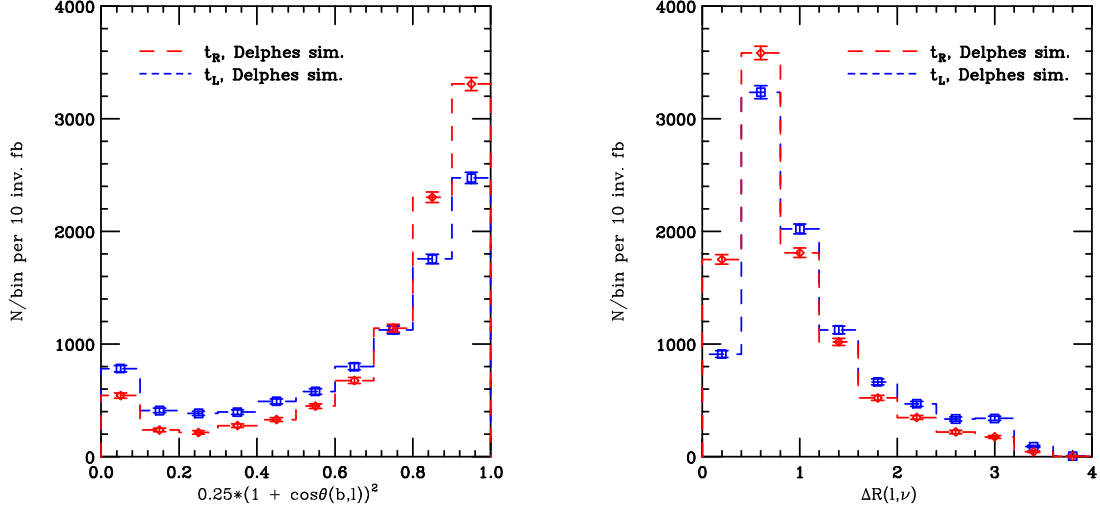 4000
3000
2000
1000
0
N/bin per 10 inv. fb
t_R, Delphes sim.
t_L, Delphes sim.
0.0 0.2 0.4 0.6 0.8 1.0
0.25*(1 + cosθ(b,l))²
4000
3000
2000
1000
0
N/bin per 10 inv. fb
t_R, Delphes sim.
t_L, Delphes sim.
0 1 2 3 4
ΔR(l,ν)